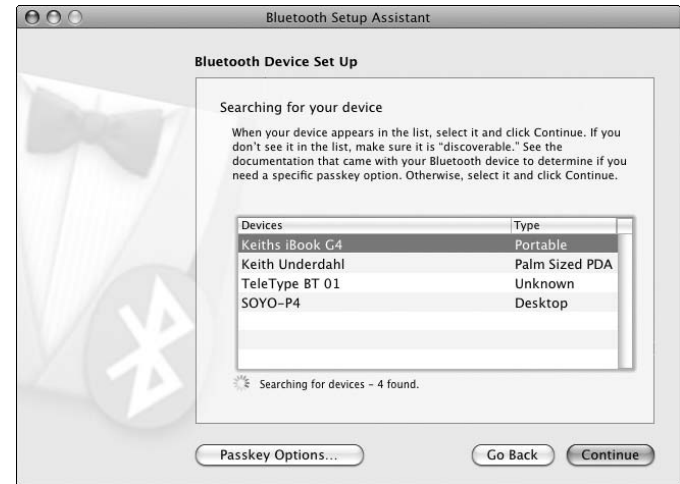 Bluetooth Setup Assistant
Bluetooth Device Set Up
Searching for your device
When your device appears in the list, select it and click Continue. If you
don't see it in the list, make sure it is “discoverable.” See the
documentation that came with your Bluetooth device to determine if you
need a specific passkey option. Otherwise, select it and click Continue.
Devices Type
Keiths iBook G4 Portable
Keith Underdahl Palm Sized PDA
TeleType BT 01 Unknown
SOYO-P4 Desktop
Searching for devices – 4 found.
Passkey Options... Go Back Continue